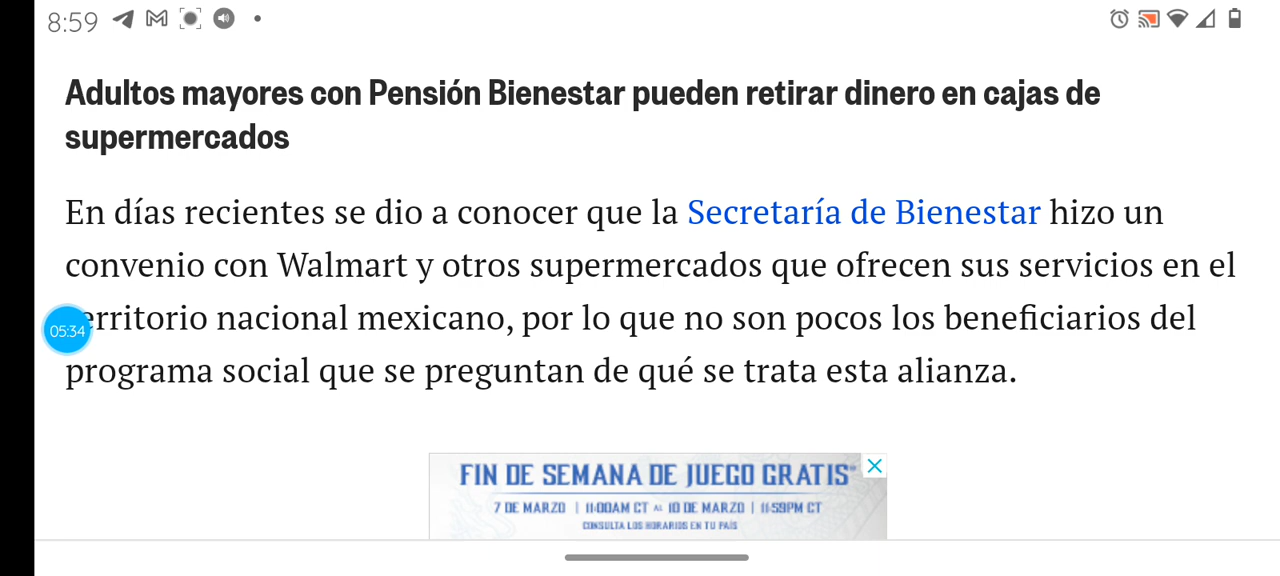 8:59
Adultos mayores con Pensión Bienestar pueden retirar dinero en cajas de
supermercados
En días recientes se dio a conocer que la Secretaría de Bienestar hizo un
convenio con Walmart y otros supermercados que ofrecen sus servicios en el
erritorio nacional mexicano, por lo que no son pocos los beneficiarios del
05:34
programa social que se preguntan de qué se trata esta alianza.
FIN DE SEMANA DE JUEGO GRATIS
7 DE MARZO | 11:00AM CT AL 10 DE MARZO | 11:59PM CT
CONSULTA LOS HORARIOS EN TU PAÍS